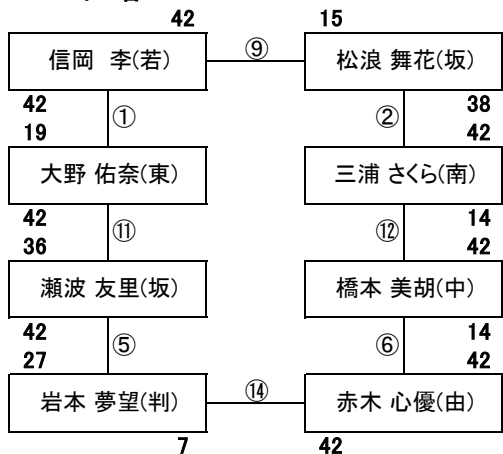 42 15
信岡 李(若) ⑨ 松浪 舞花(坂)
42 38
① ②
19 42
大野 佑奈(東) 三浦 さくら(南)
42 14
⑪ ⑫
36 42
瀬波 友里(坂) 橋本 美胡(中)
42 14
⑤ ⑥
27 42
岩本 夢望(判) ⑭ 赤木 心優(由)
7 42